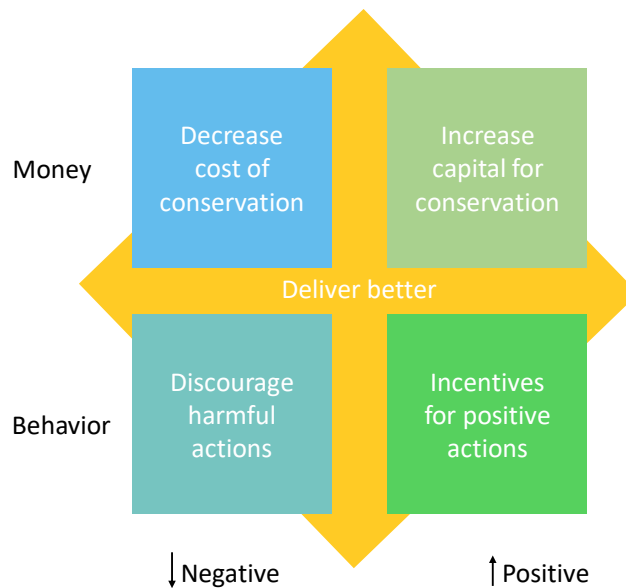 Money
Decrease
cost of
conservation
Increase
capital for
conservation
Deliver better
Behavior
Discourage
harmful
actions
Incentives
for positive
actions
↓ Negative
↑ Positive